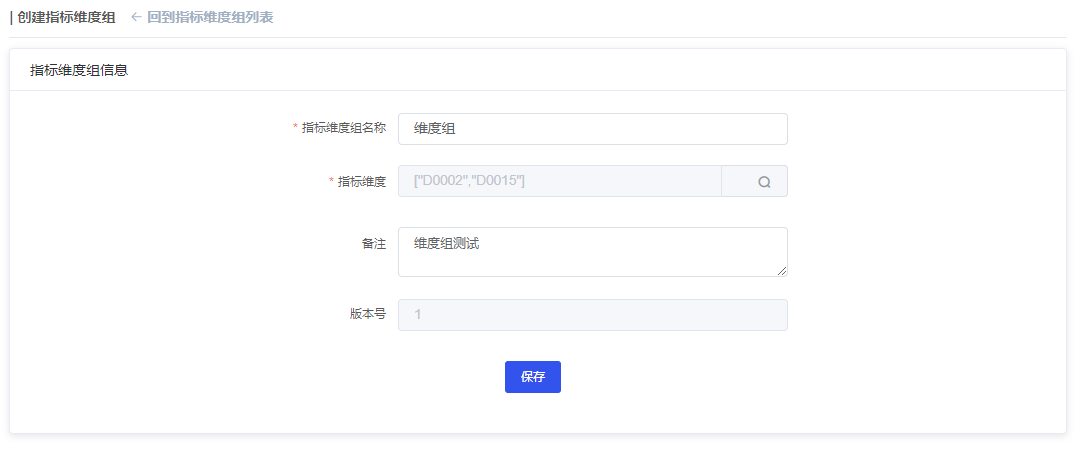 | 创建指标维度组 ← 回到指标维度组列表
指标维度组信息
* 指标维度组名称 维度组
* 指标维度 ["D0002","D0015"]
备注 维度组测试
版本号 1
保存